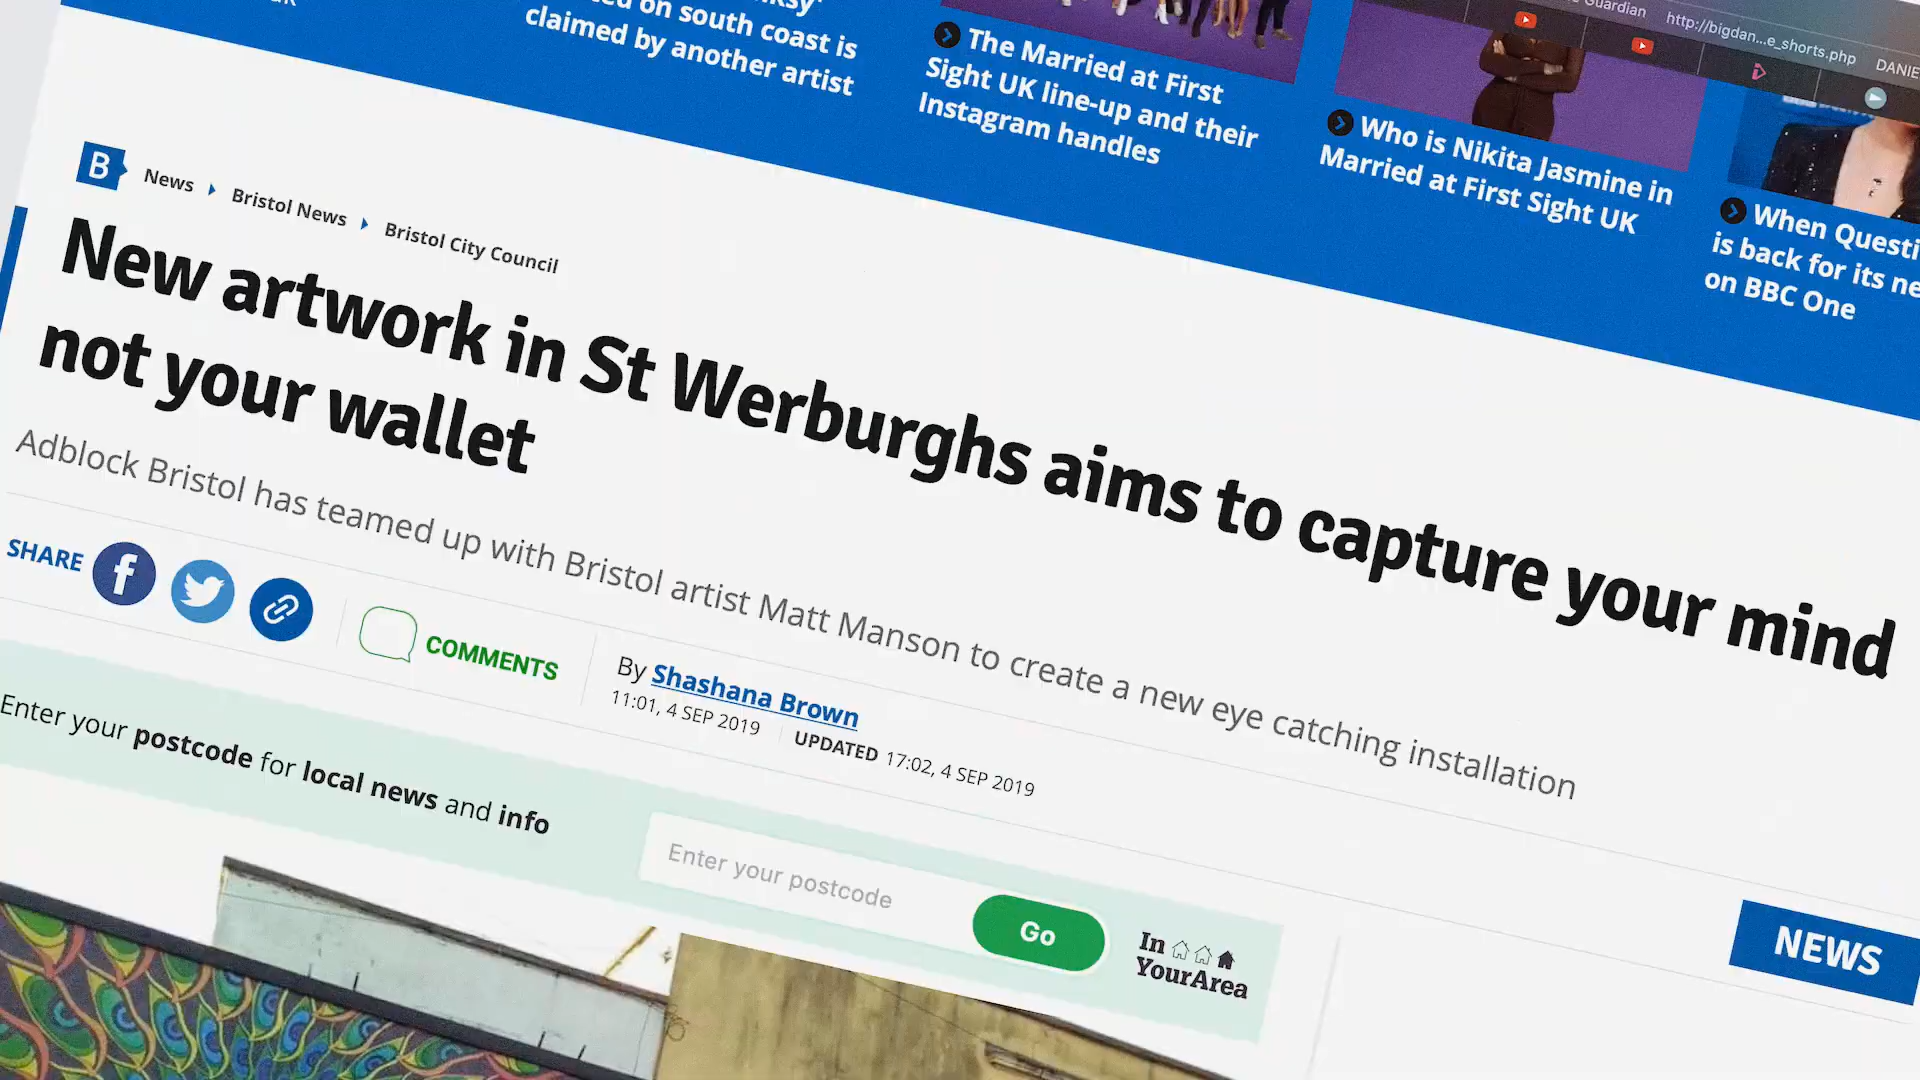 on south coast is
claimed by another artist
The Married at First
Sight UK line-up and their
Instagram handles
Who is Nikita Jasmine in
Married at First Sight UK
When
is back for its
on BBC One
Guardian
http://bigdan...e_shorts.php
B
News
Bristol News
Bristol City Council
New artwork in St Werburghs aims to capture your mind
not your wallet
Adblock Bristol has teamed up with Bristol artist Matt Manson to create a new eye catching installation
SHARE
COMMENTS
By Shashana Brown
11:01, 4 SEP 2019
UPDATED 17:02, 4 SEP 2019
Enter your postcode for local news and info
Enter your postcode
Go
In
YourArea
NEWS